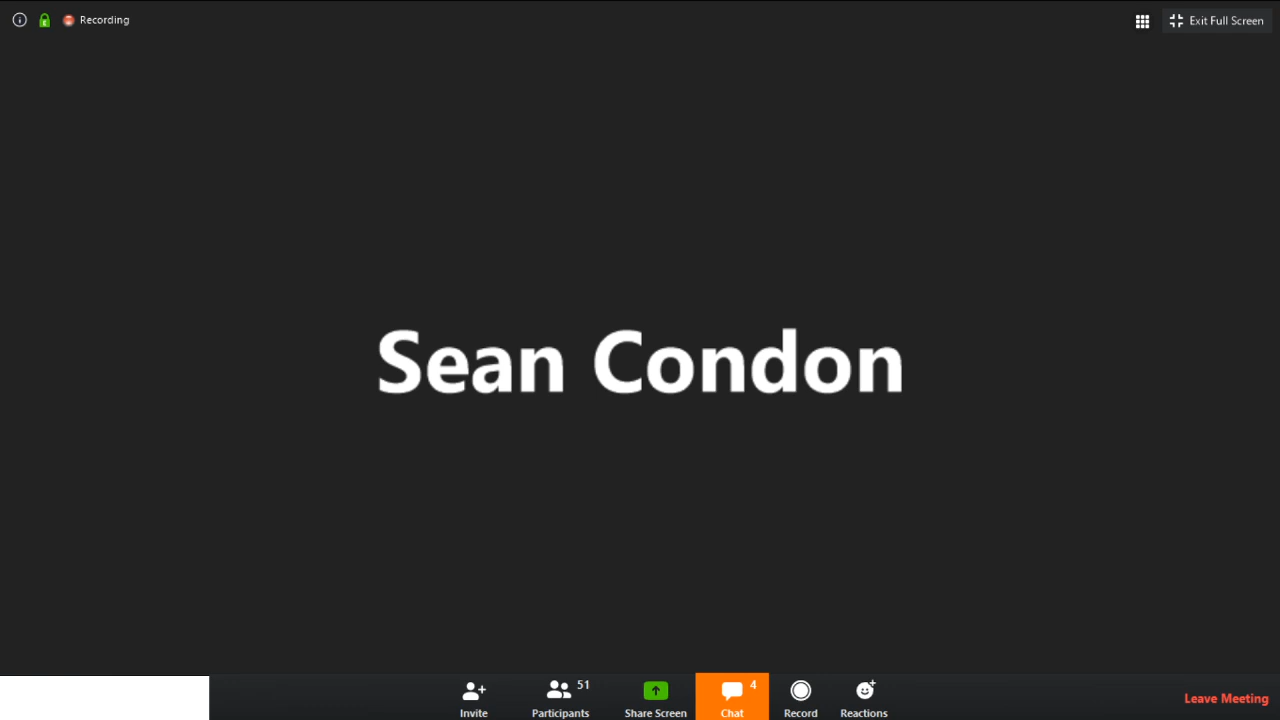 Recording
Exit Full Screen
Sean Condon
51
4
Invite
Participants
Share Screen
Chat
Record
Reactions
Leave Meeting